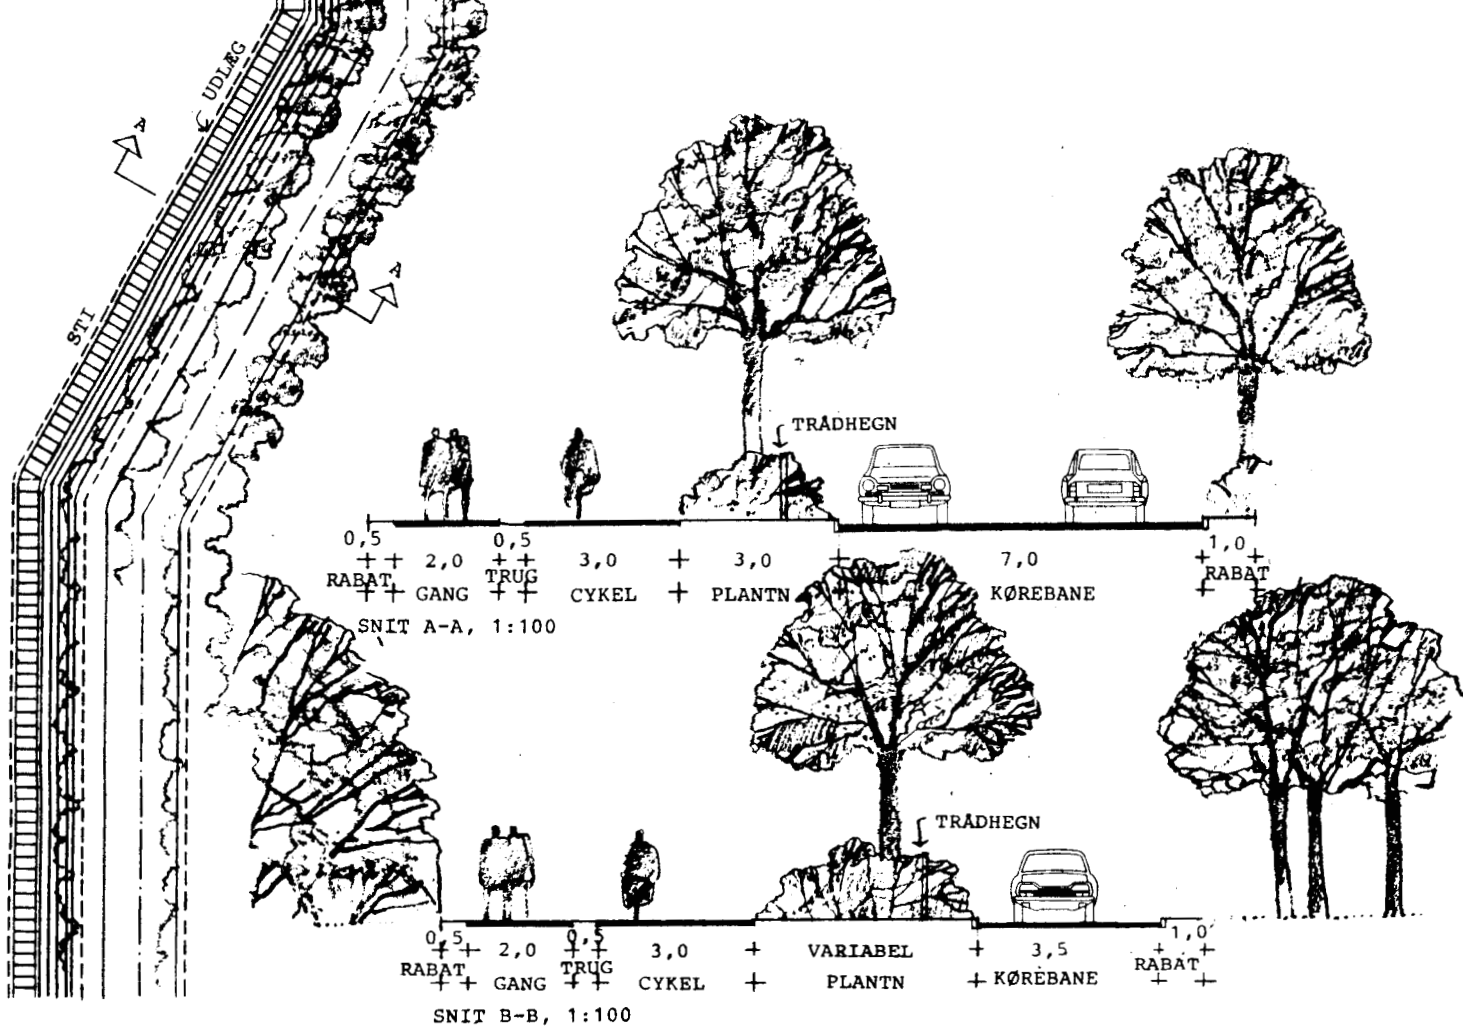 UDLÆG
A
A
STI
TRÅDHEGN
0,5 0,5 1,0
2,0 3,0 3,0 7,0
RABAT GANG TRUG CYKEL PLANTN KØREBANE RABAT
SNIT A-A, 1:100
TRÅDHEGN
0,5 0,5 1,0
2,0 3,0 VARIABEL 3,5
RABAT GANG TRUG CYKEL PLANTN KØREBANE RABAT
SNIT B-B, 1:100